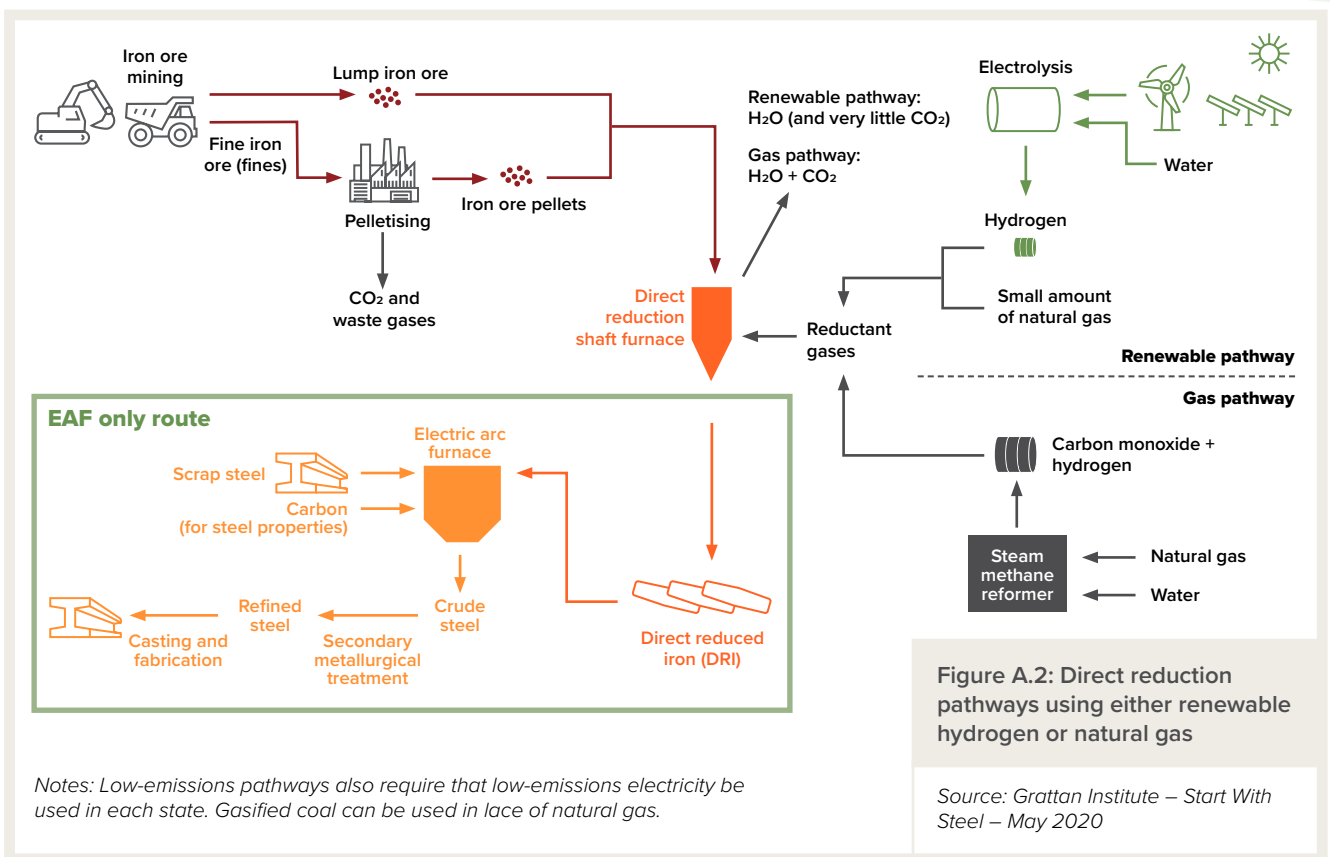 Iron ore
mining
Lump iron ore
Fine iron
ore (fines)
Pelletising
Iron ore pellets
CO₂ and
waste gases
Renewable pathway:
H₂O (and very little CO₂)
Gas pathway:
H₂O + CO₂
Electrolysis
Water
Hydrogen
Small amount
of natural gas
Direct
reduction
shaft furnace
Reductant
gases
Renewable pathway
Gas pathway
Carbon monoxide +
hydrogen
Steam
methane
reformer
Natural gas
Water
EAF only route
Electric arc
furnace
Scrap steel
Carbon
(for steel properties)
Crude
steel
Secondary
metallurgical
treatment
Refined
steel
Casting and
fabrication
Direct reduced
iron (DRI)
Figure A.2: Direct reduction
pathways using either renewable
hydrogen or natural gas
Notes: Low-emissions pathways also require that low-emissions electricity be
used in each state. Gasified coal can be used in lace of natural gas.
Source: Grattan Institute – Start With
Steel – May 2020